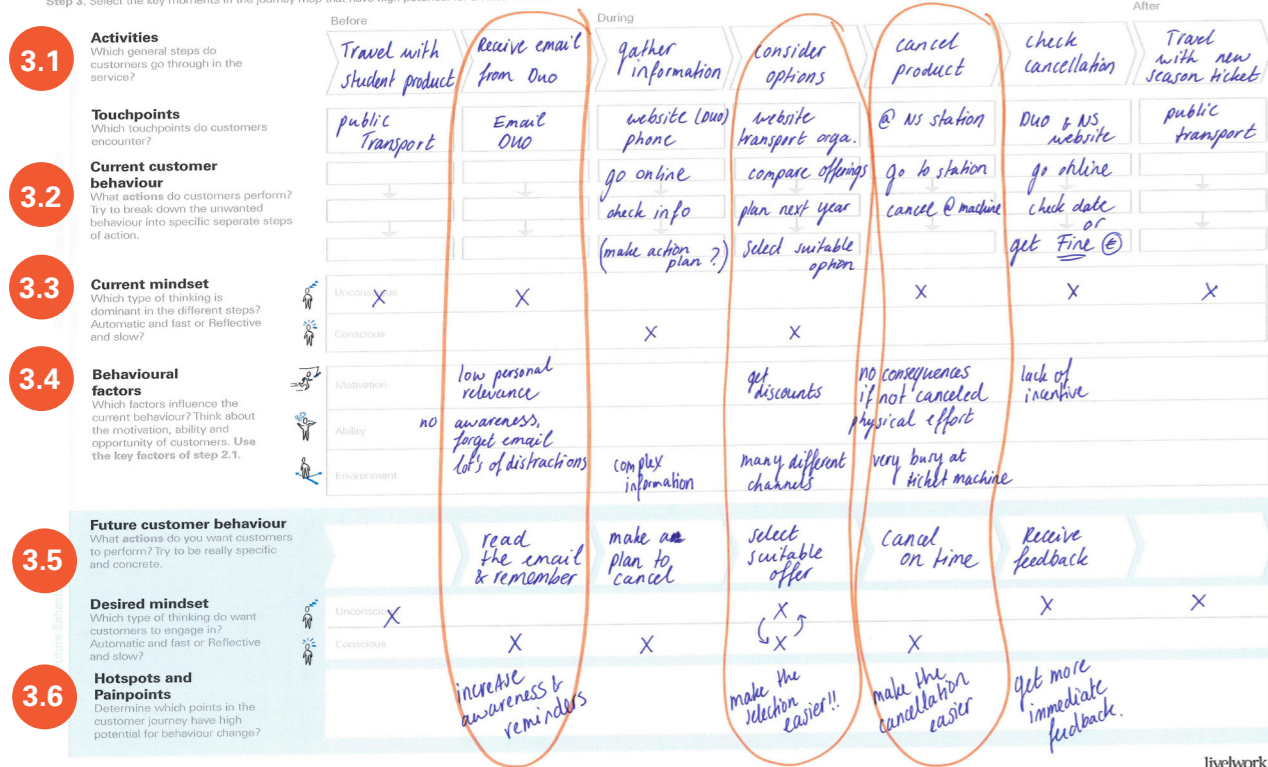 Step 3. Select the key moments in the journey map that have high potential for
Before
During
After
3.1
Activities
Which general steps do
customers go through in the
service?
Travel with
student product
Receive email
from Duo
gather
information
consider
options
cancel
product
check
cancellation
Travel
with new
season ticket
Touchpoints
Which touchpoints do customers
encounter?
public
Transport
Email
DUO
website (DUO)
phone
website
transport orga.
@ NS station
DUO & NS
website
public
transport
3.2
Current customer
behaviour
What actions do customers perform?
Try to break down the unwanted
behaviour into specific seperate steps
of action.
go online
check info
(make action
plan ?)
compare offerings
plan next year
select suitable
option
go to station
cancel @ machine
go online
check date
or
get Fine €
3.3
Current mindset
Which type of thinking is
dominant in the different steps?
Automatic and fast or Reflective
and slow?
Unconscious
X
X
X
X
X
Conscious
X
X
3.4
Behavioural
factors
Which factors influence the
current behaviour? Think about
the motivation, ability and
opportunity of customers. Use
the key factors of step 2.1.
Motivation
low personal
relevance
get
discounts
no consequences
if not canceled
lack of
incentive
Ability
no awareness,
forget email
physical effort
Environment
lot's of distractions
complex
information
many different
channels
very busy at
ticket machine
3.5
Future customer behaviour
What actions do you want customers
to perform? Try to be really specific
and concrete.
read
the email
& remember
make a
plan to
cancel
select
suitable
offer
cancel
on time
Receive
feedback
Desired mindset
Which type of thinking do want
customers to engage in?
Automatic and fast or Reflective
and slow?
Unconscious
X
X
X
X
Conscious
X
X
X
X
3.6
Hotspots and
Painpoints
Determine which points in the
customer journey have high
potential for behaviour change?
increase
awareness &
reminders
make the
selection
easier!!
make the
cancellation
easier
get more
immediate
feedback.
livelwork